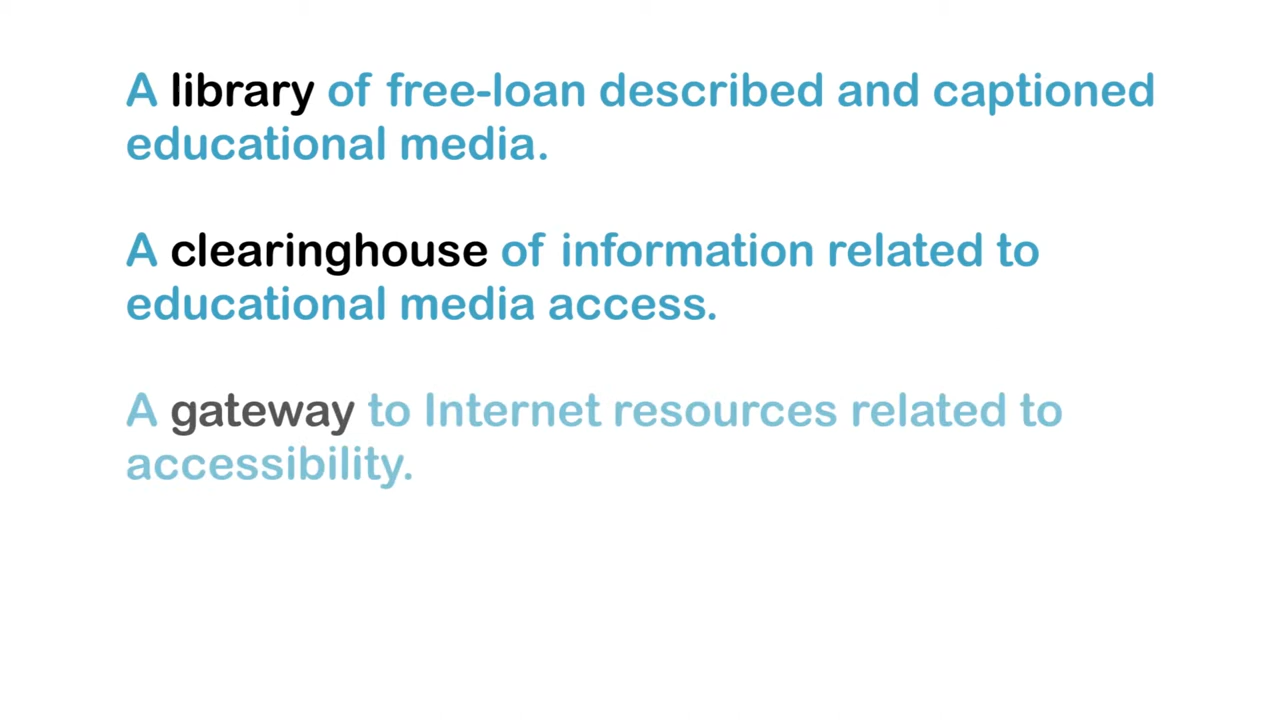 A library of free-loan described and captioned
educational media.
A clearinghouse of information related to
educational media access.
A gateway to Internet resources related to
accessibility.